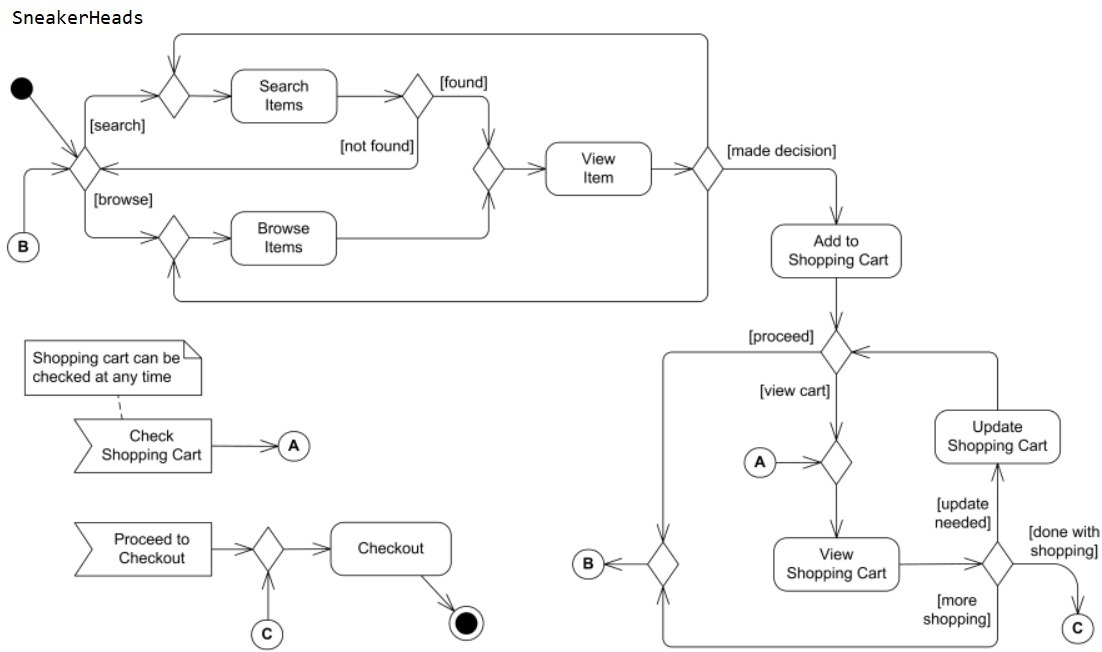 SneakerHeads
Search
Items
[found]
[search]
[not found]
[made decision]
View
Item
[browse]
Browse
Items
B
Add to
Shopping Cart
[proceed]
Shopping cart can be
checked at any time
[view cart]
Check
Shopping Cart
A
A
Update
Shopping Cart
[update
needed]
[done with
shopping]
Proceed to
Checkout
Checkout
B
View
Shopping Cart
[more
shopping]
C
C